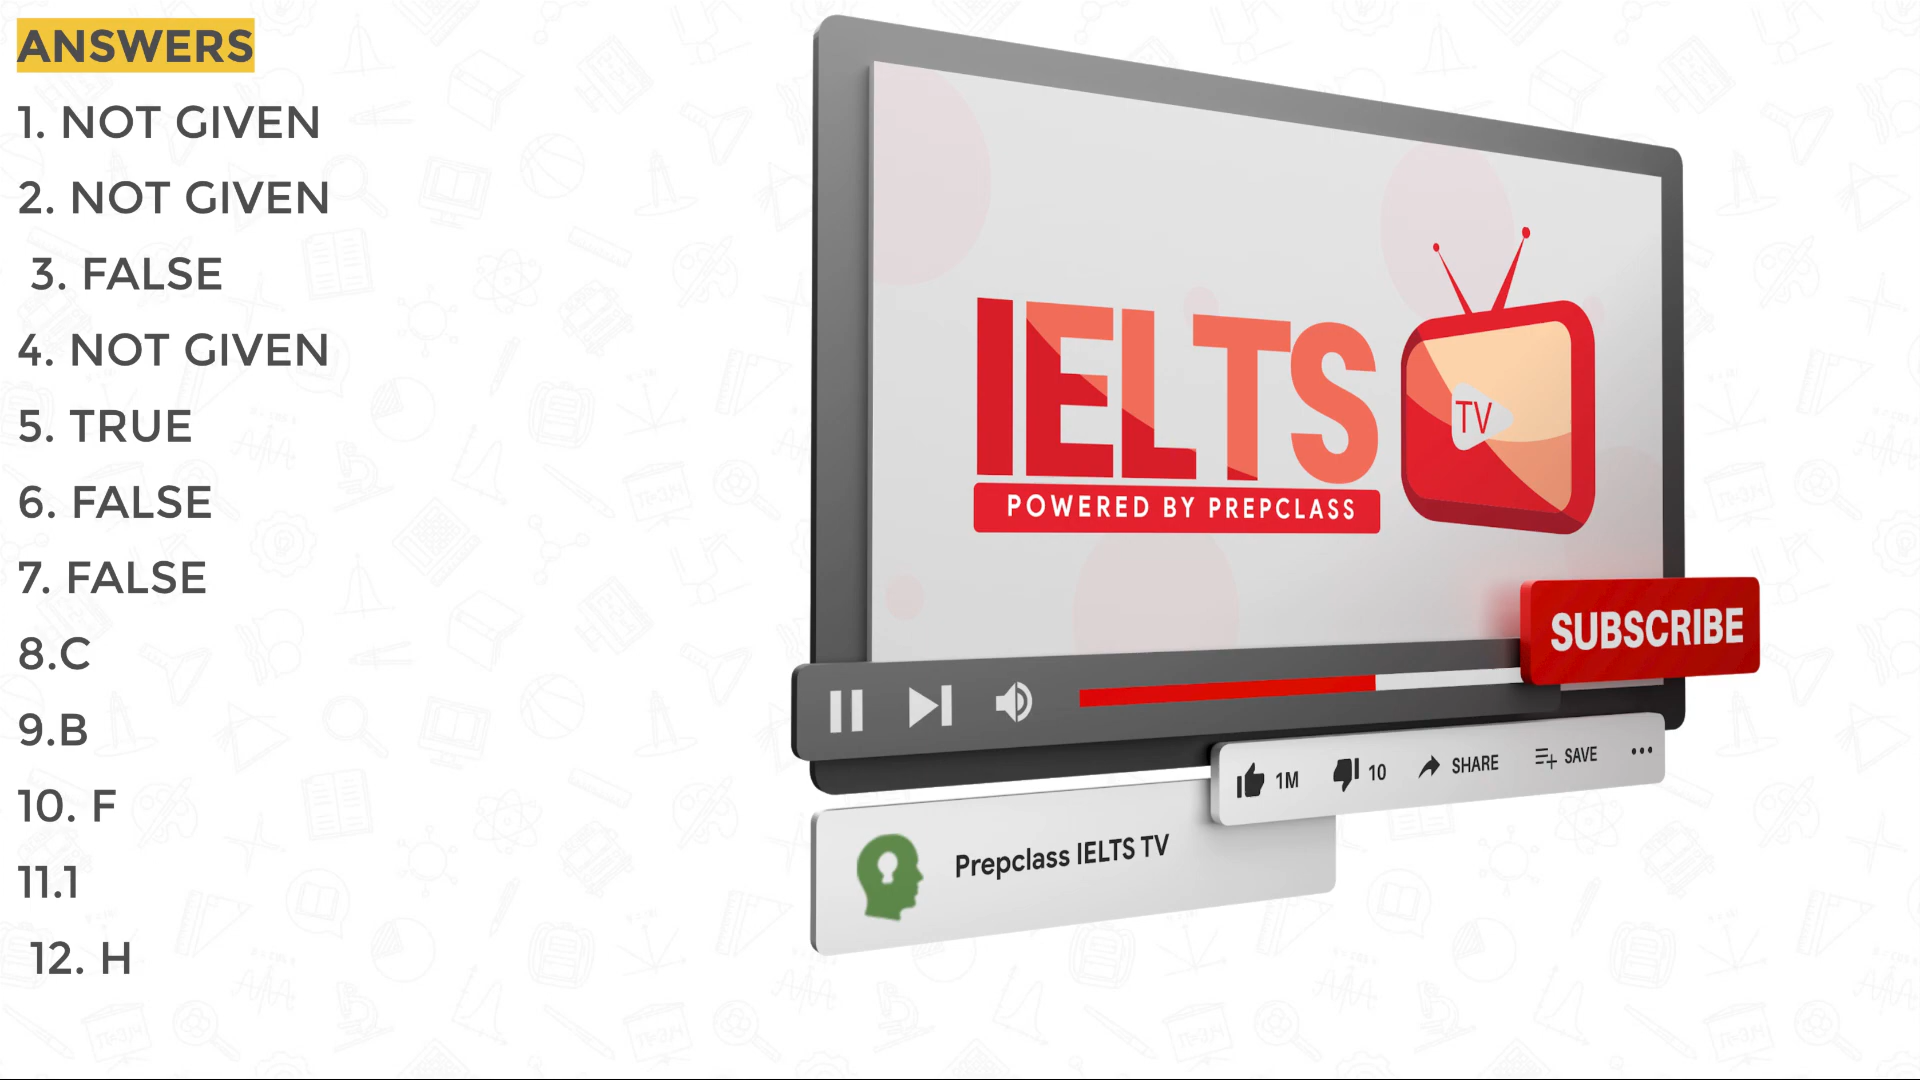 ANSWERS
1. NOT GIVEN
2. NOT GIVEN
3. FALSE
4. NOT GIVEN
5. TRUE
6. FALSE
7. FALSE
8.C
9.B
10. F
11.1
12. H
IELTS
TV
POWERED BY PREPCLASS
SUBSCRIBE
1M
10
SHARE
SAVE
Prepclass IELTS TV